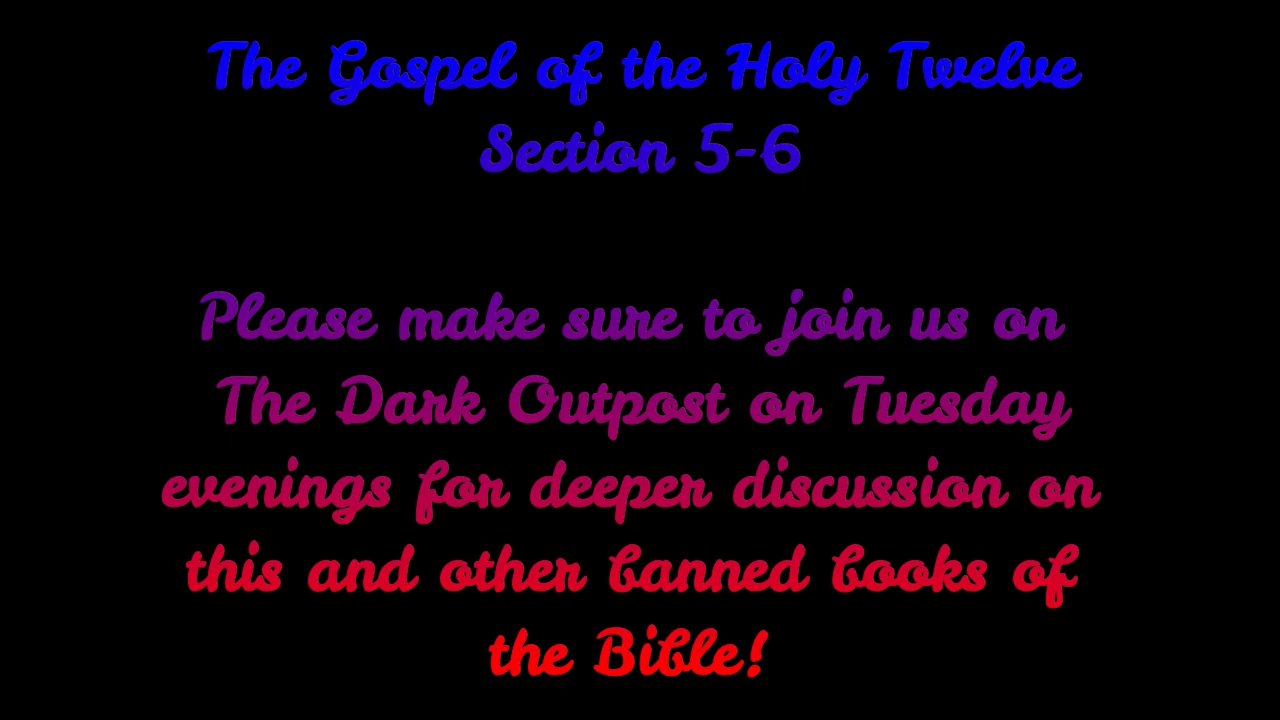 The Gospel of the Holy Twelve
Section 5-6
Please make sure to join us on
The Dark Outpost on Tuesday
evenings for deeper discussion on
this and other banned books of
the Bible!